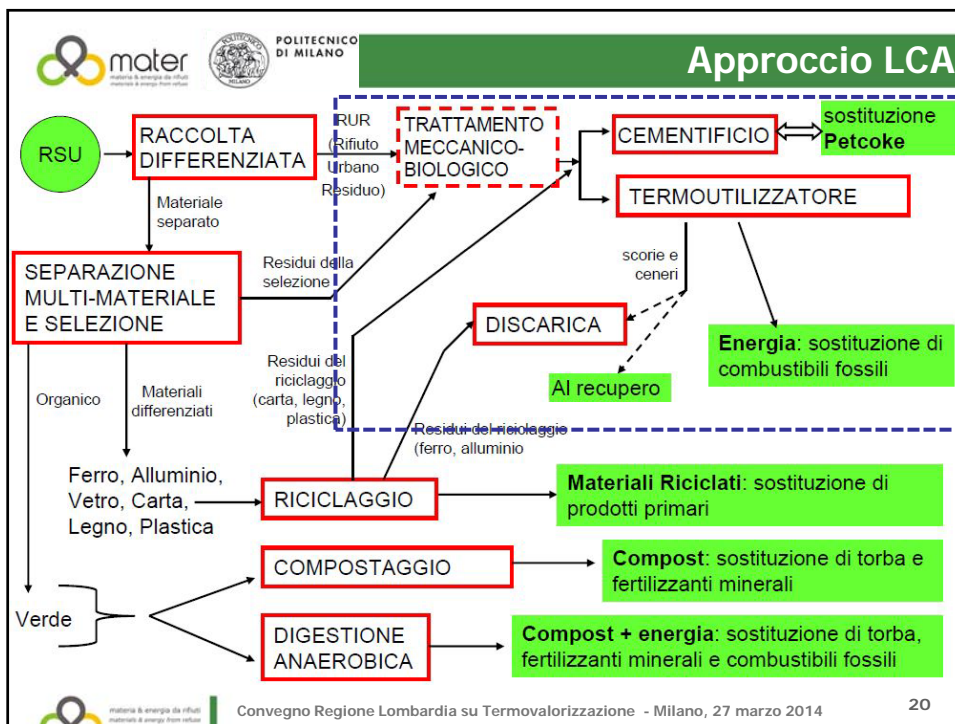 mater
materia & energia da rifiuti
materials & energy from refuse
POLITECNICO
DI MILANO
Approccio LCA
RSU
RACCOLTA
DIFFERENZIATA
RUR
(Rifiuto
Urbano
Residuo)
TRATTAMENTO
MECCANICO-
BIOLOGICO
CEMENTIFICIO
sostituzione
Petcoke
TERMOUTILIZZATORE
Materiale
separato
SEPARAZIONE
MULTI-MATERIALE
E SELEZIONE
Residui della
selezione
scorie e
ceneri
DISCARICA
Energia: sostituzione di
combustibili fossili
Al recupero
Organico
Materiali
differenziati
Residui del
riciclaggio
(carta, legno,
plastica)
Residui del riciclaggio
(ferro, alluminio
Ferro, Alluminio,
Vetro, Carta,
Legno, Plastica
RICICLAGGIO
Materiali Riciclati: sostituzione di
prodotti primari
COMPOSTAGGIO
Compost: sostituzione di torba e
fertilizzanti minerali
Verde
DIGESTIONE
ANAEROBICA
Compost + energia: sostituzione di torba,
fertilizzanti minerali e combustibili fossili
materia & energia da rifiuti
materials & energy from refuse
Convegno Regione Lombardia su Termovalorizzazione - Milano, 27 marzo 2014
20